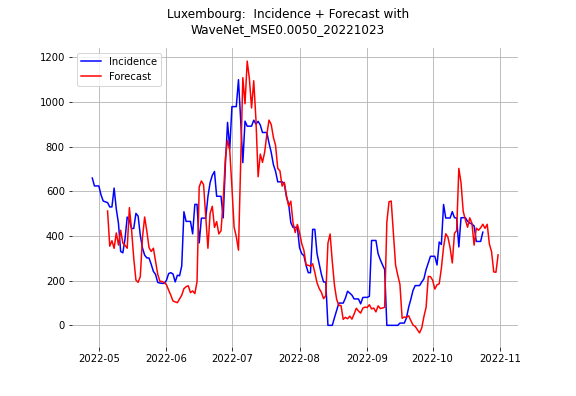 Luxembourg:  Incidence + Forecast with
WaveNet_MSE0.0050_20221023
Incidence
Forecast
1200
1000
800
600
400
200
0
2022-05 2022-06 2022-07 2022-08 2022-09 2022-10 2022-11